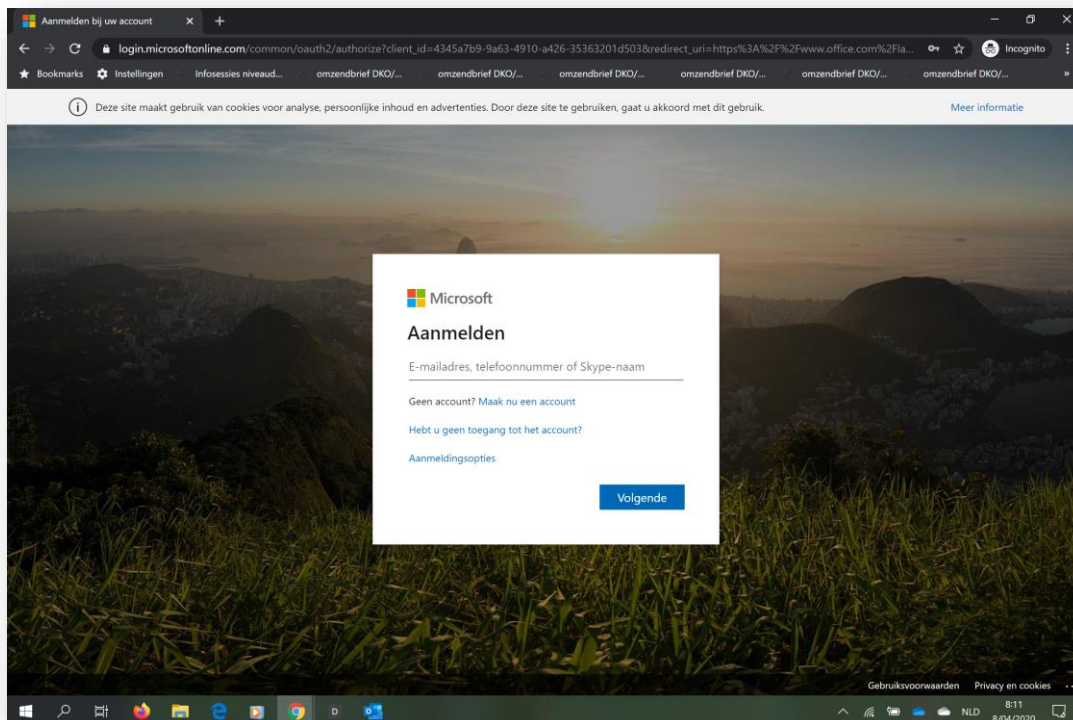 Aanmelden bij uw account
login.microsoftonline.com/common/oauth2/authorize?client_id=4345a7b9-9a63-4910-a426-35363201d503&redirect_uri=https%3A%2F%2Fwww.office.com%2Fla...
Incognito
Bookmarks Instellingen Infosessies niveaud... omzendbrief DKO/... omzendbrief DKO/... omzendbrief DKO/... omzendbrief DKO/... omzendbrief DKO/... omzendbrief DKO/... »
Deze site maakt gebruik van cookies voor analyse, persoonlijke inhoud en advertenties. Door deze site te gebruiken, gaat u akkoord met dit gebruik. Meer informatie
Microsoft
Aanmelden
E-mailadres, telefoonnummer of Skype-naam
Geen account? Maak nu een account
Hebt u geen toegang tot het account?
Aanmeldingsopties
Volgende
Gebruiksvoorwaarden Privacy en cookies
D
NLD
8:11
8/04/2020